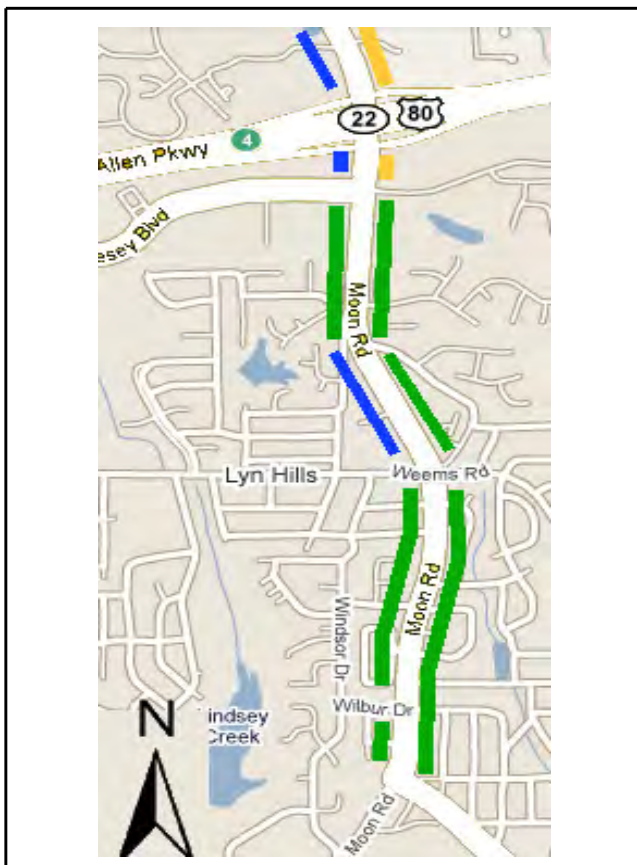 22
80
4
Allen Pkwy
esey Blvd
Moon Rd
Lyn Hills
Weems Rd
Moon Rd
Windsor Dr
Wilbur Dr
N
indsey
Creek
Moon Rd